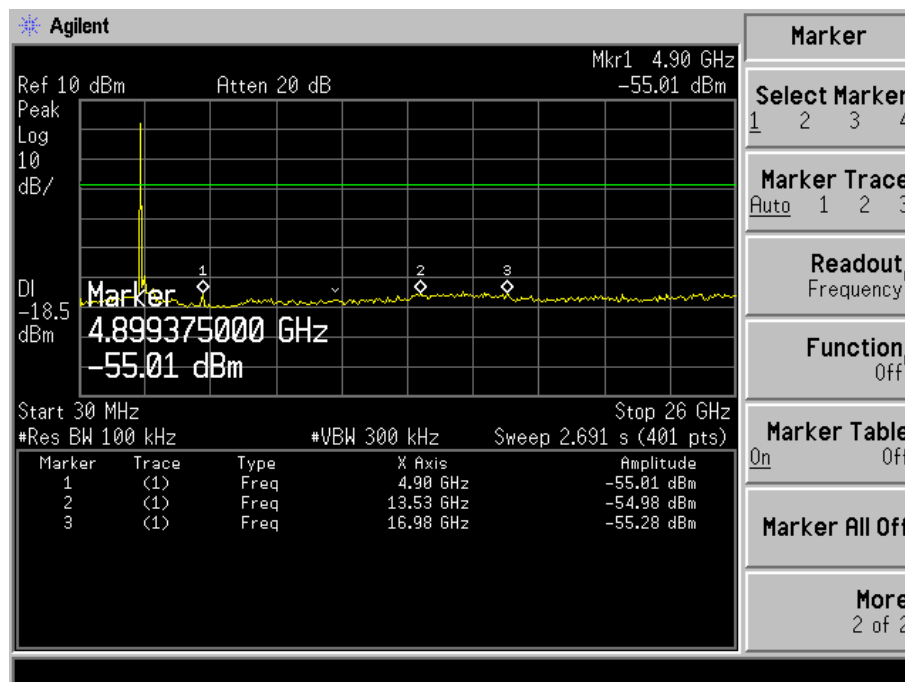 Agilent
Mkr1 4.90 GHz
Ref 10 dBm Atten 20 dB -55.01 dBm
Peak
Log
10
dB/
1 2 3
DI
-18.5
dBm
Marker
4.899375000 GHz
-55.01 dBm
Start 30 MHz Stop 26 GHz
#Res BW 100 kHz #VBW 300 kHz Sweep 2.691 s (401 pts)
Marker Trace Type X Axis Amplitude
1 (1) Freq 4.90 GHz -55.01 dBm
2 (1) Freq 13.53 GHz -54.98 dBm
3 (1) Freq 16.98 GHz -55.28 dBm
Marker
Select Marker
1 2 3 4
Marker Trace
Auto 1 2 3
Readout
Frequency
Function
Off
Marker Table
On Off
Marker All Off
More
2 of 2